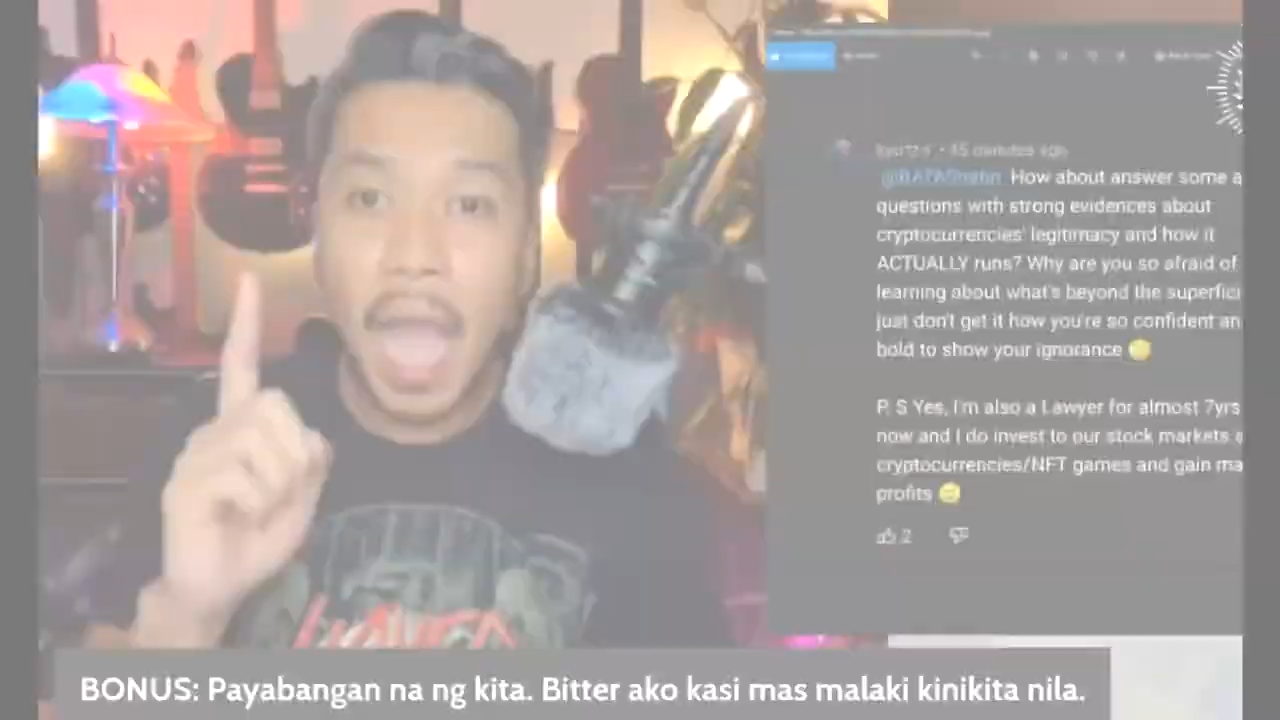 15 minutes ago
How about answer some a
questions with strong evidences about
cryptocurrencies' legitimacy and how it
ACTUALLY runs? Why are you so afraid of
learning about what's beyond the superfici
just don't get it how you're so confident an
bold to show your ignorance
P. S Yes, I'm also a Lawyer for almost 7yrs
now and I do invest to our stock markets
cryptocurrencies/NFT games and gain ma
profits
2
SLAYER
BONUS: Payabangan na ng kita. Bitter ako kasi mas malaki kinikita nila.